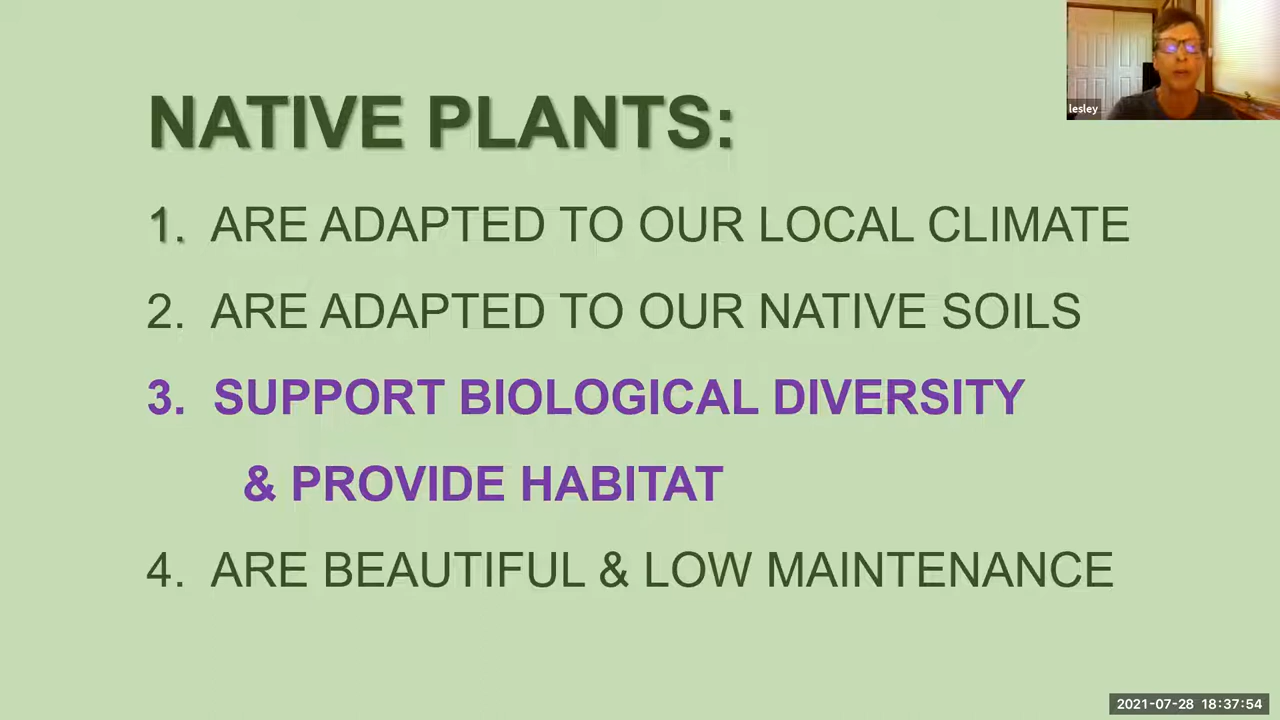 lesley
NATIVE PLANTS:
1. ARE ADAPTED TO OUR LOCAL CLIMATE
2. ARE ADAPTED TO OUR NATIVE SOILS
3. SUPPORT BIOLOGICAL DIVERSITY
& PROVIDE HABITAT
4. ARE BEAUTIFUL & LOW MAINTENANCE
2021-07-28 18:37:54